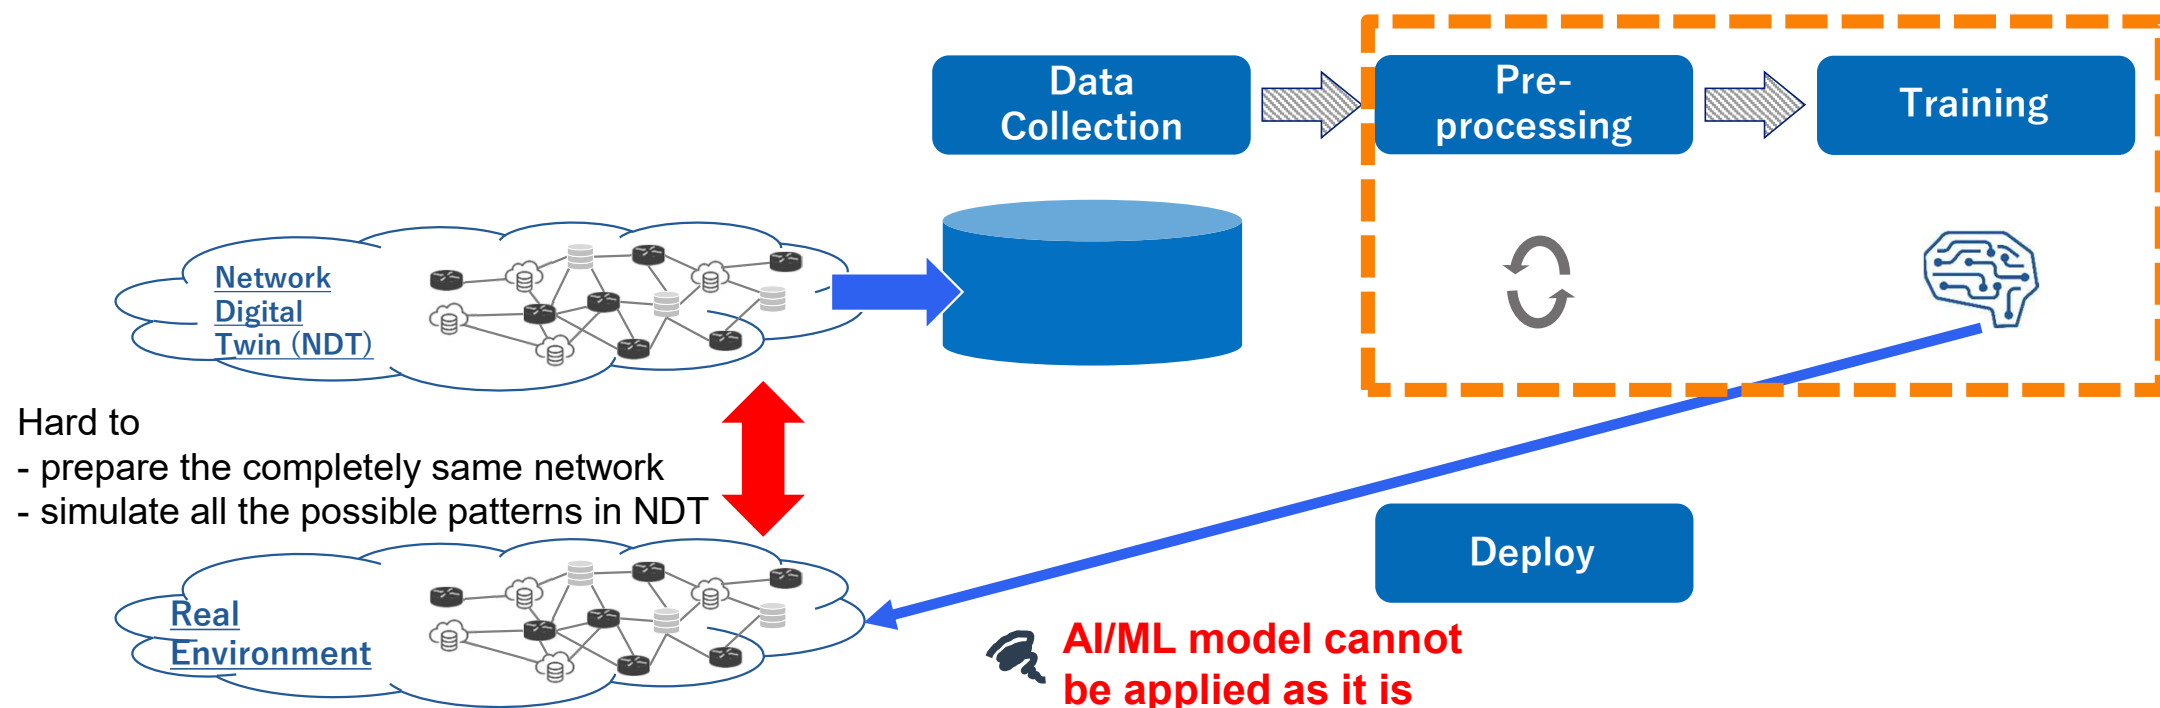 Data
Collection
Pre-
processing
Training
Network
Digital
Twin (NDT)
Hard to
- prepare the completely same network
- simulate all the possible patterns in NDT
Deploy
Real
Environment
AI/ML model cannot
be applied as it is